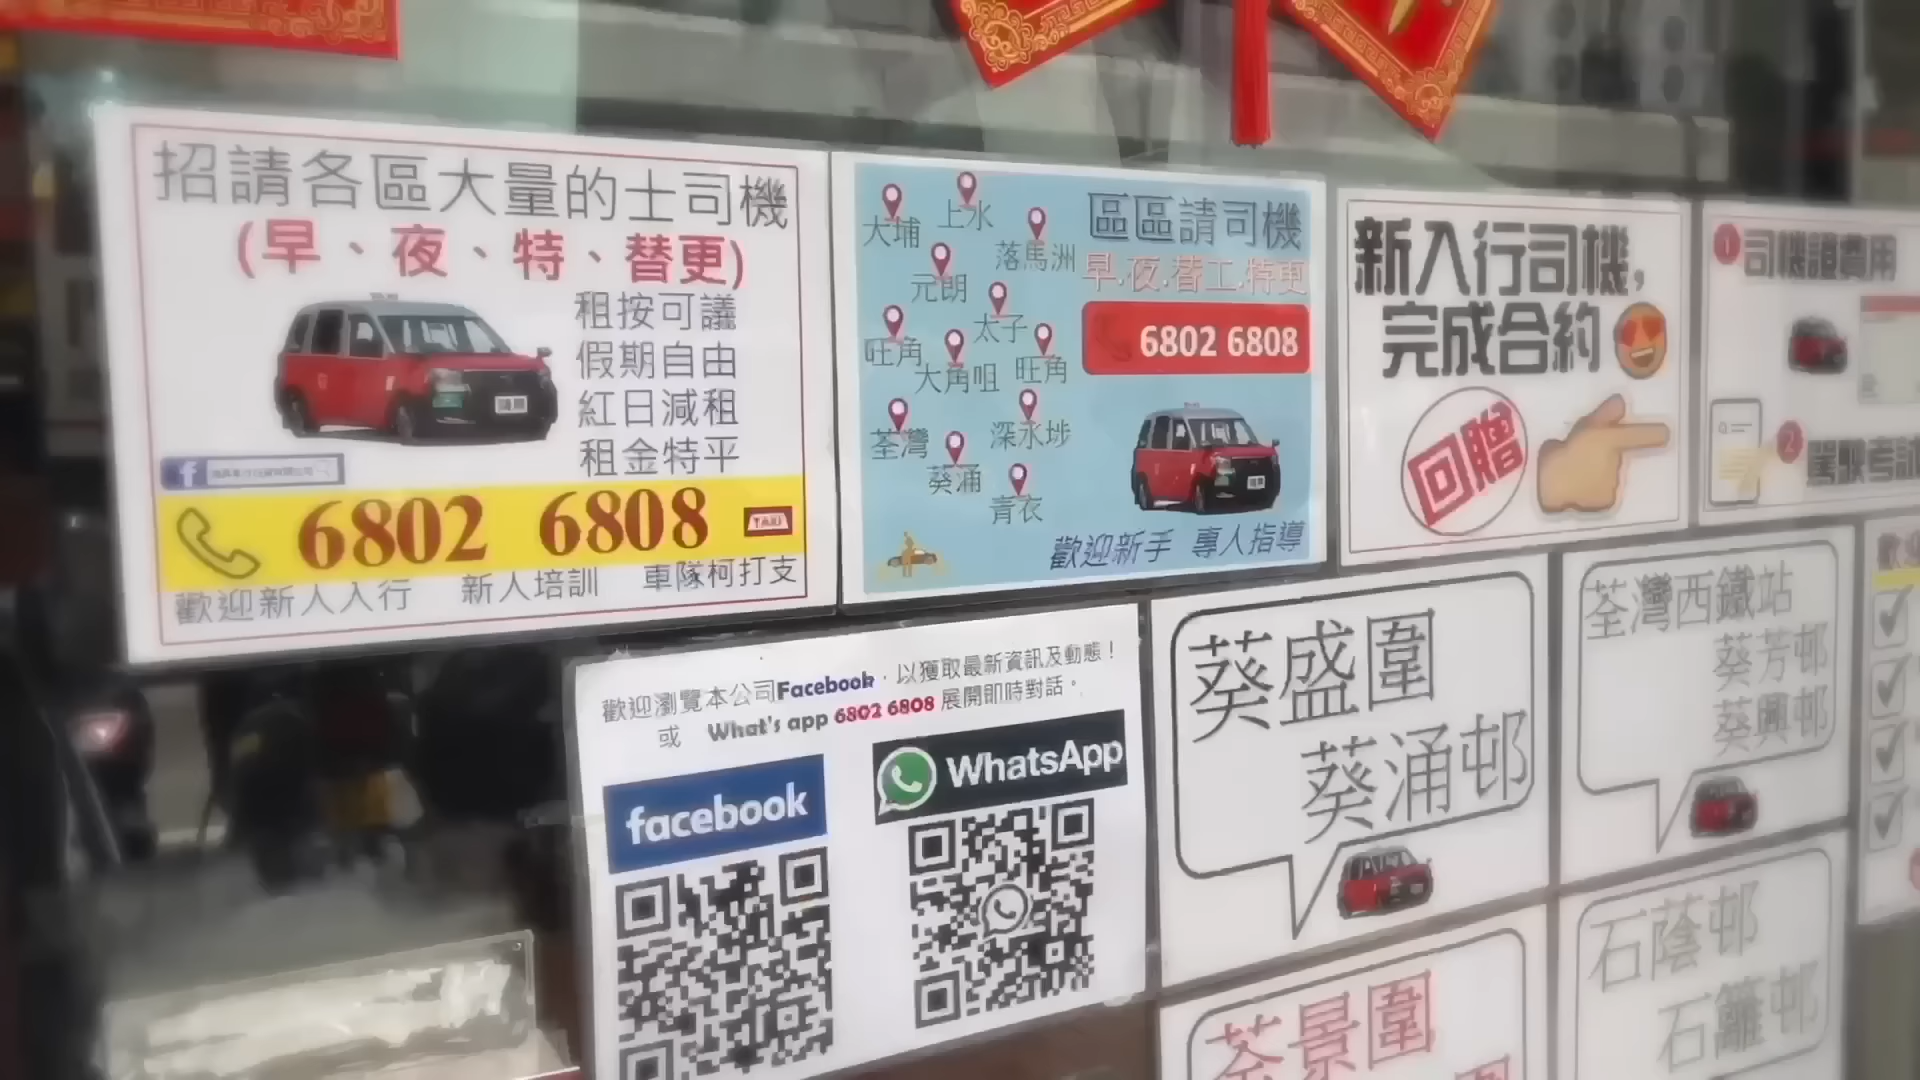 招請各區大量的士司機
(早、夜、特、替更)
租按可議
假期自由
紅日減租
租金特平
6802 6808
TAXI
歡迎新人入行 新人培訓 車隊柯打支
大埔
上水
落馬洲
元朗
太子
旺角
大角咀
旺角
荃灣
深水埗
葵涌
青衣
區區請司機
早.夜.替工.特更
6802 6808
歡迎新手 專人指導
新入行司機,
完成合約
回贈
1 司機證費用
2 駕駛考試
歡迎瀏覽本公司Facebook，以獲取最新資訊及動態！
或 What's app 6802 6808 展開即時對話。
facebook
WhatsApp
葵盛圍
葵涌邨
荃灣西鐵站
葵芳邨
葵興邨
荃景圍
石蔭邨
石籬邨